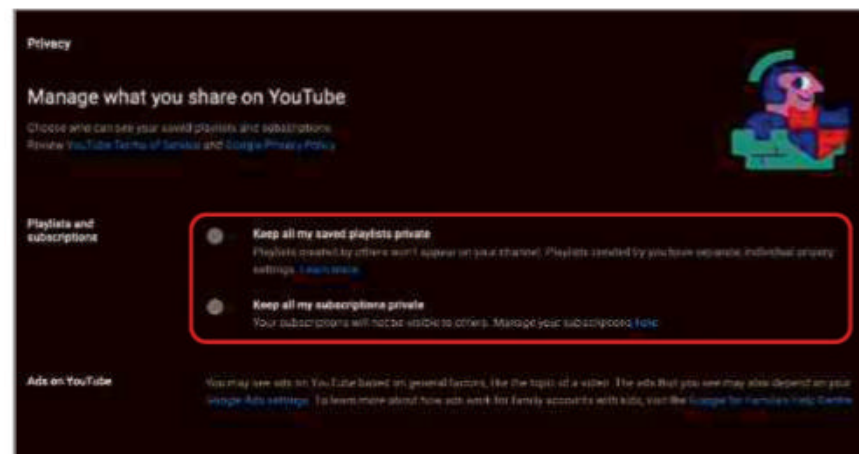 Privacy
Manage what you share on YouTube
Choose who can see your saved playlists and subscriptions
Review YouTube Terms of Service and Google Privacy Policy
Playlists and
subscriptions
Keep all my saved playlists private
Playlists created by others won't appear on your channel. Playlists created by you have separate, individual privacy
settings. Learn more
Keep all my subscriptions private
Your subscriptions will not be visible to others. Manage your subscriptions here
Ads on YouTube
You may see ads on YouTube based on general factors, like the topic of a video. The ads that you see may also depend on your
Google Ads settings. To learn more about how ads work for family accounts with kids, visit the Google for Families Help Centre